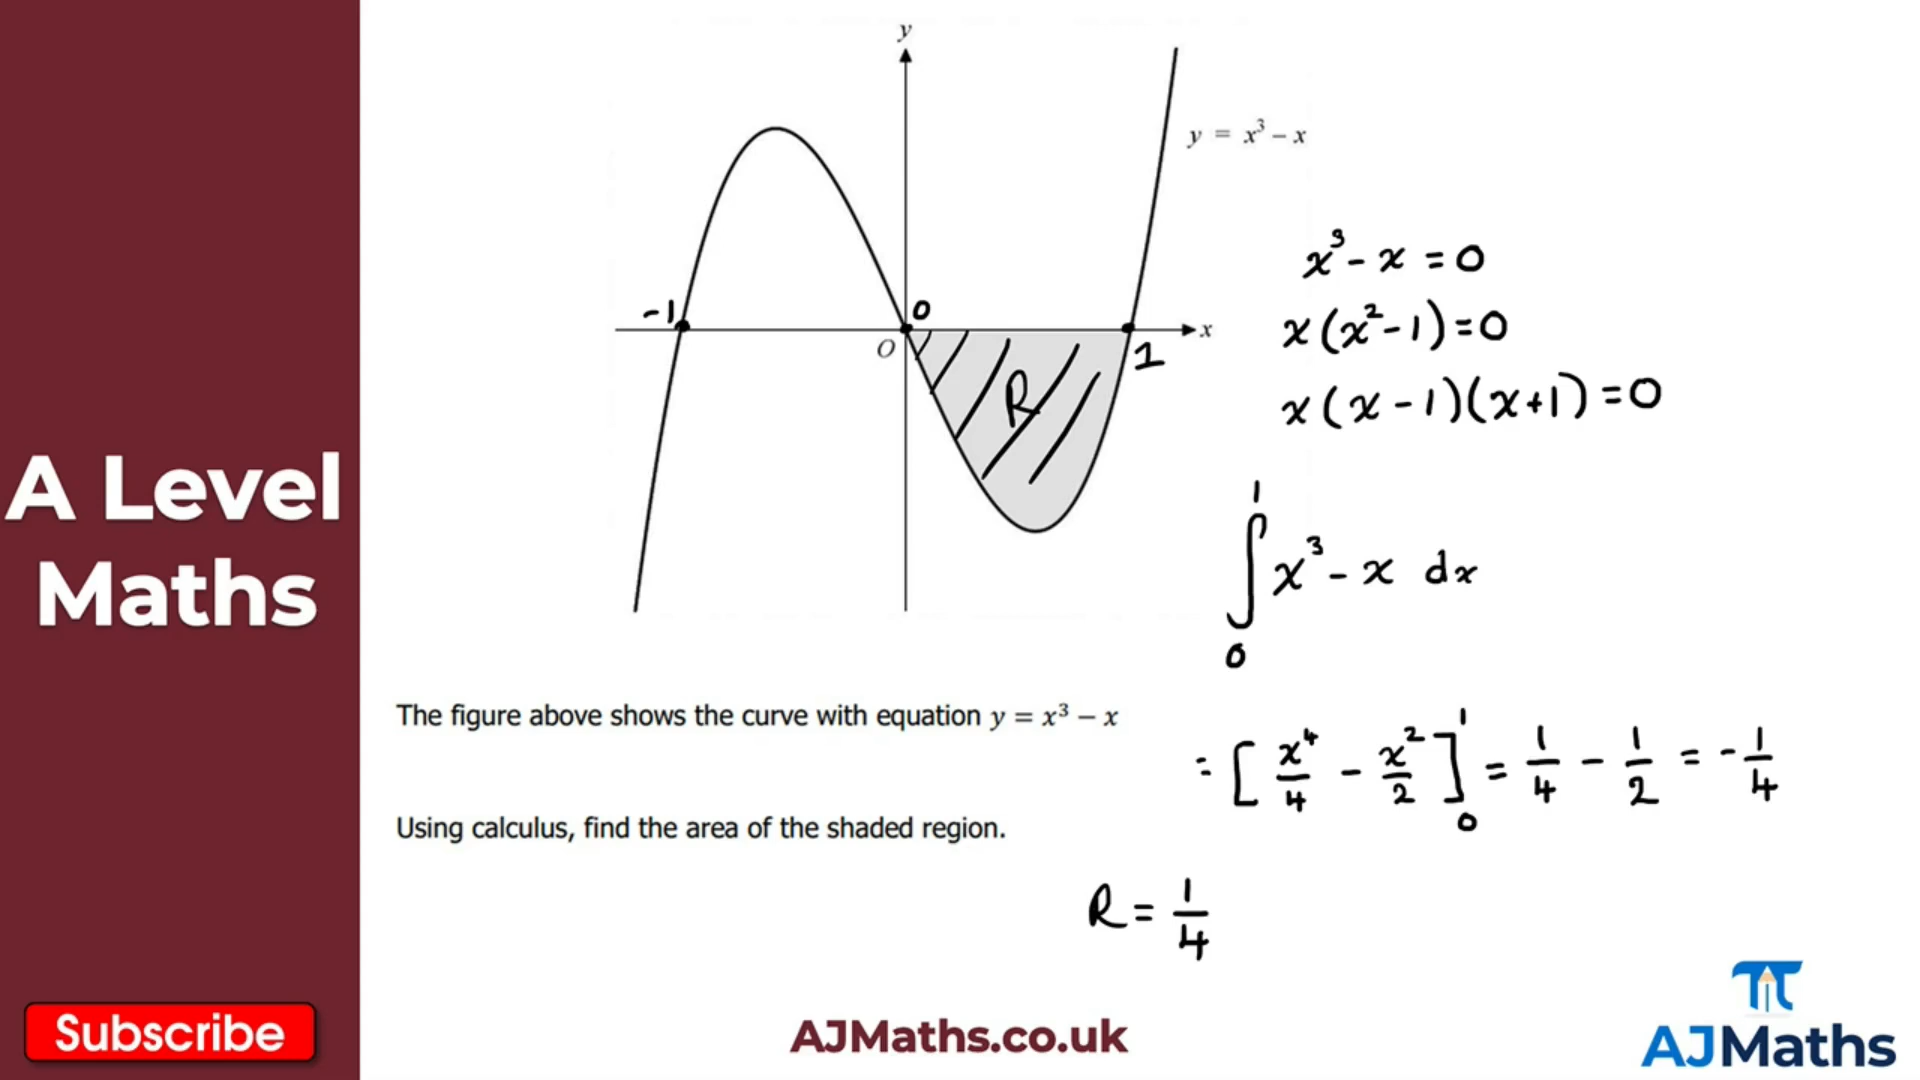 A Level
Maths
Subscribe
y
y = x³ − x
-1
0
O
x
1
R
x³ - x = 0
x(x² - 1) = 0
x(x - 1)(x + 1) = 0
∫₀¹ x³ - x dx
= [x⁴/4 - x²/2]₀¹ = 1/4 - 1/2 = -1/4
The figure above shows the curve with equation y = x³ − x
Using calculus, find the area of the shaded region.
R = 1/4
AJMaths.co.uk
AJMaths